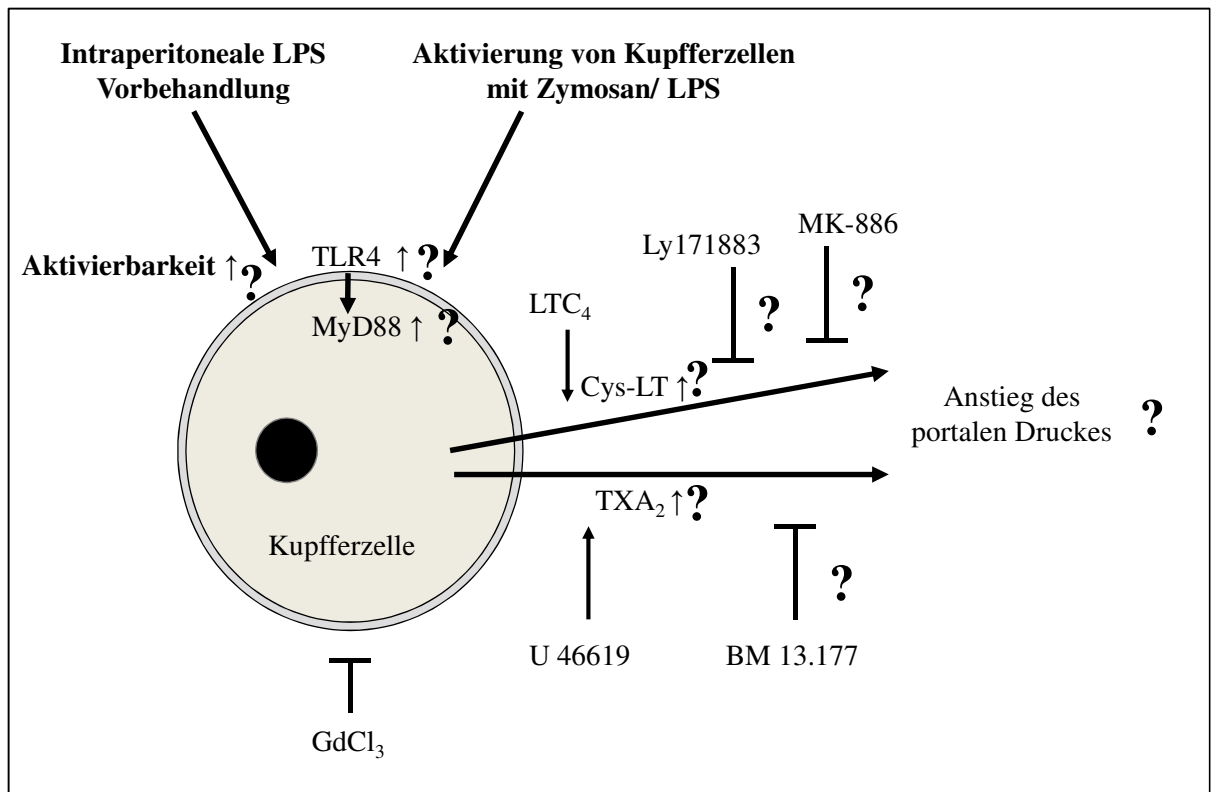 Intraperitoneale LPS
Vorbehandlung
Aktivierung von Kupfferzellen
mit Zymosan/ LPS
MK-886
Ly171883
Aktivierbarkeit ↑ ?
TLR4 ↑ ?
MyD88 ↑ ?
?
?
LTC₄
Cys-LT ↑ ?
Anstieg des
portalen Druckes ?
TXA₂ ↑ ?
Kupfferzelle
?
U 46619
BM 13.177
GdCl₃